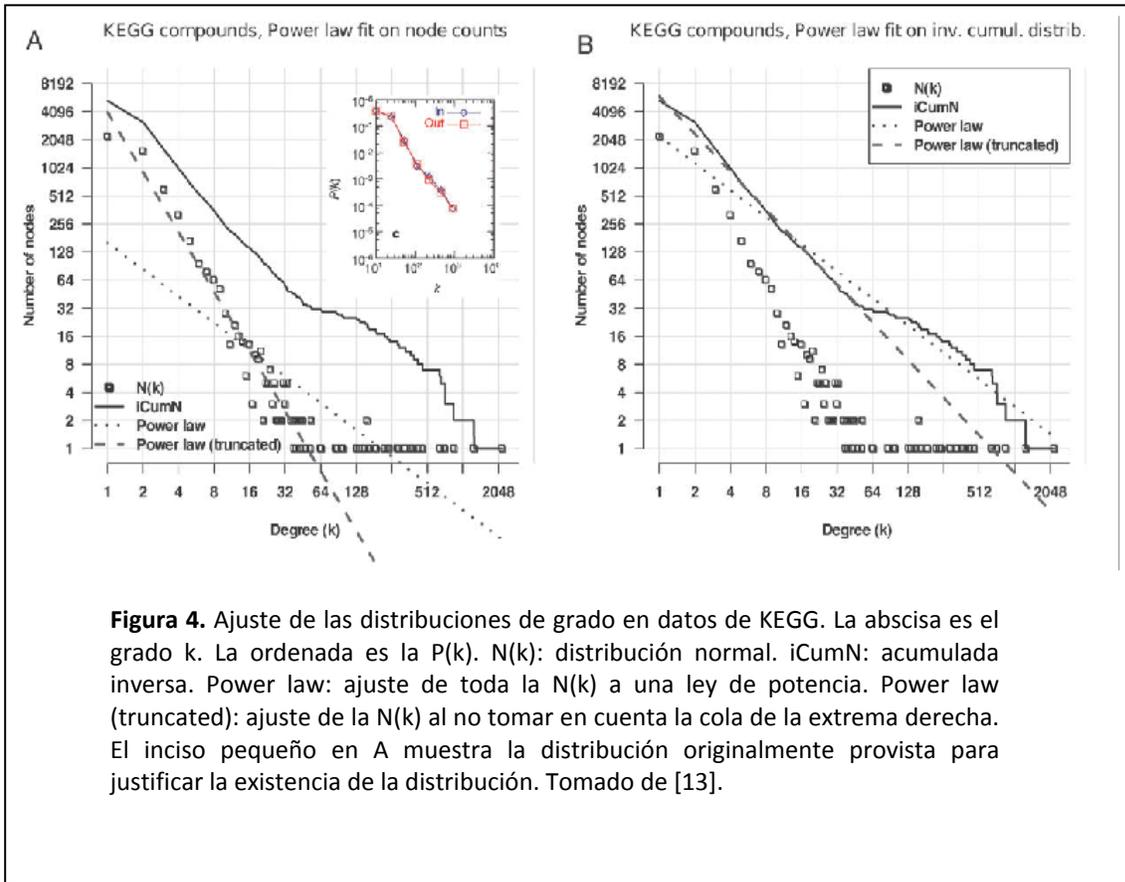 A
KEGG compounds, Power law fit on node counts
8192
4096
2048
1024
512
256
128
64
32
16
8
4
2
1
Number of nodes
In
Out
P(k)
c
k
N(k)
iCumN
Power law
Power law (truncated)
1 2 4 8 16 32 64 128 512 2048
Degree (k)
B
KEGG compounds, Power law fit on inv. cumul. distrib.
8192
4096
2048
1024
512
256
128
64
32
16
8
4
2
1
Number of nodes
N(k)
iCumN
Power law
Power law (truncated)
1 2 4 8 16 32 64 128 512 2048
Degree (k)
Figura 4. Ajuste de las distribuciones de grado en datos de KEGG. La abscisa es el
grado k. La ordenada es la P(k). N(k): distribución normal. iCumN: acumulada
inversa. Power law: ajuste de toda la N(k) a una ley de potencia. Power law
(truncated): ajuste de la N(k) al no tomar en cuenta la cola de la extrema derecha.
El inciso pequeño en A muestra la distribución originalmente provista para
justificar la existencia de la distribución. Tomado de [13].